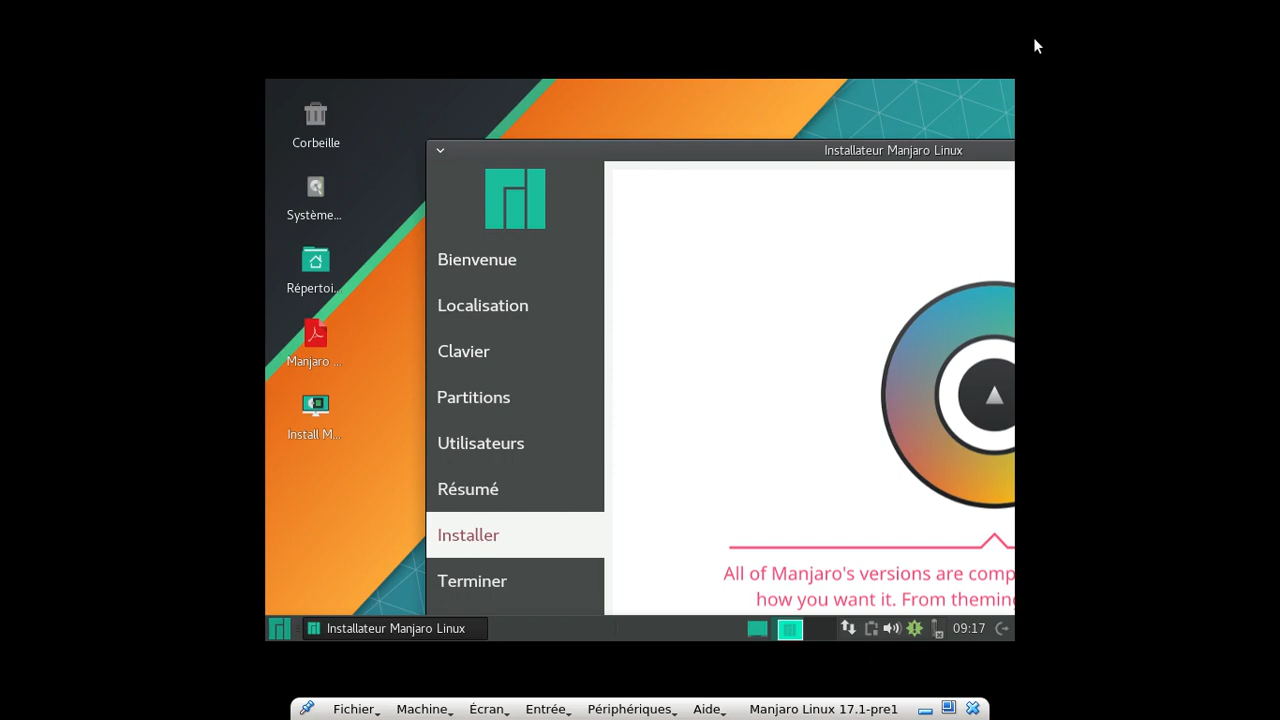 Corbeille
Système...
Répertoi...
Manjaro ...
Install M...
Installateur Manjaro Linux
Bienvenue
Localisation
Clavier
Partitions
Utilisateurs
Résumé
Installer
Terminer
All of Manjaro's versions are comp
how you want it. From theming
Installateur Manjaro Linux
09:17
Fichier
Machine
Écran
Entrée
Périphériques
Aide
Manjaro Linux 17.1-pre1